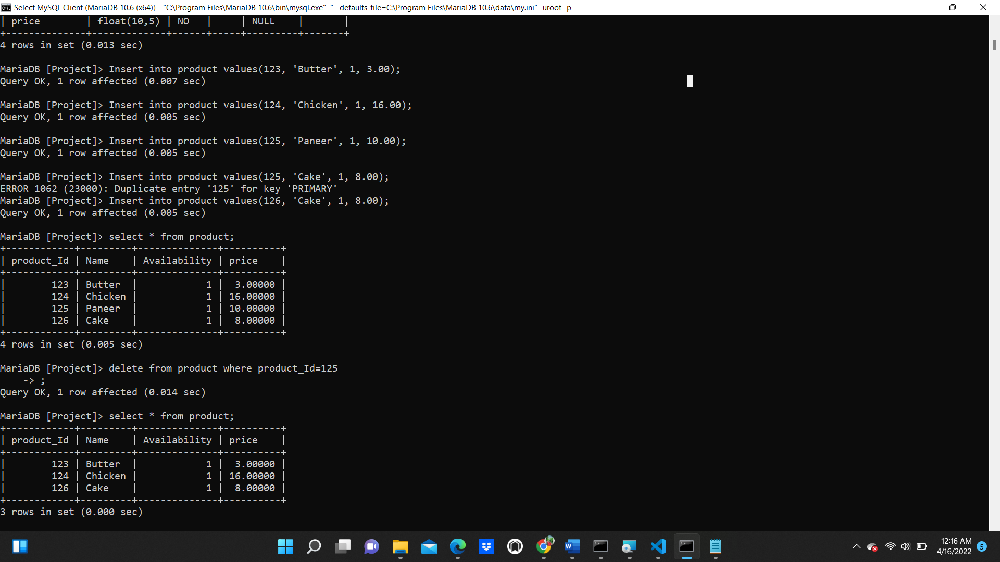 Select MySQL Client (MariaDB 10.6 (x64)) - "C:\Program Files\MariaDB 10.6\bin\mysql.exe"  "--defaults-file=C:\Program Files\MariaDB 10.6\data\my.ini" -uroot -p
| price        | float(10,5) | NO   |     | NULL    |       |
+--------------+-------------+------+-----+---------+-------+
4 rows in set (0.013 sec)

MariaDB [Project]> Insert into product values(123, 'Butter', 1, 3.00);
Query OK, 1 row affected (0.007 sec)

MariaDB [Project]> Insert into product values(124, 'Chicken', 1, 16.00);
Query OK, 1 row affected (0.005 sec)

MariaDB [Project]> Insert into product values(125, 'Paneer', 1, 10.00);
Query OK, 1 row affected (0.005 sec)

MariaDB [Project]> Insert into product values(125, 'Cake', 1, 8.00);
ERROR 1062 (23000): Duplicate entry '125' for key 'PRIMARY'
MariaDB [Project]> Insert into product values(126, 'Cake', 1, 8.00);
Query OK, 1 row affected (0.005 sec)

MariaDB [Project]> select * from product;
+------------+---------+--------------+----------+
| product_Id | Name    | Availability | price    |
+------------+---------+--------------+----------+
|        123 | Butter  |            1 |  3.00000 |
|        124 | Chicken |            1 | 16.00000 |
|        125 | Paneer  |            1 | 10.00000 |
|        126 | Cake    |            1 |  8.00000 |
+------------+---------+--------------+----------+
4 rows in set (0.005 sec)

MariaDB [Project]> delete from product where product_Id=125
    -> ;
Query OK, 1 row affected (0.014 sec)

MariaDB [Project]> select * from product;
+------------+---------+--------------+----------+
| product_Id | Name    | Availability | price    |
+------------+---------+--------------+----------+
|        123 | Butter  |            1 |  3.00000 |
|        124 | Chicken |            1 | 16.00000 |
|        126 | Cake    |            1 |  8.00000 |
+------------+---------+--------------+----------+
3 rows in set (0.000 sec)
12:16 AM
4/16/2022
5